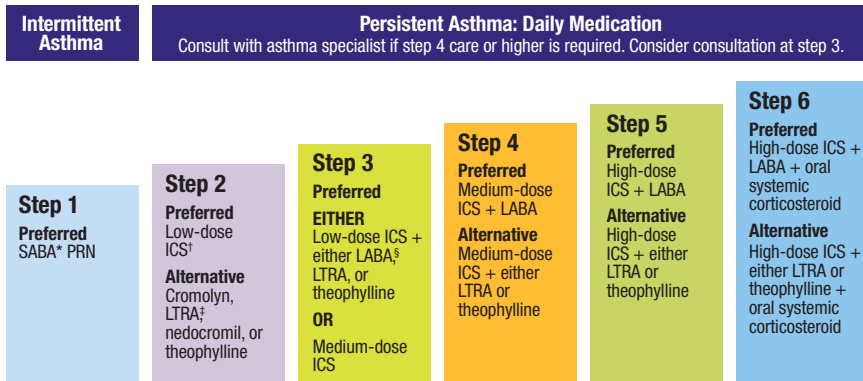 Intermittent
Asthma
Persistent Asthma: Daily Medication
Consult with asthma specialist if step 4 care or higher is required. Consider consultation at step 3.
Step 1
Preferred
SABA* PRN
Step 2
Preferred
Low-dose
ICS†
Alternative
Cromolyn,
LTRA,‡
nedocromil, or
theophylline
Step 3
Preferred
EITHER
Low-dose ICS +
either LABA,§
LTRA, or
theophylline
OR
Medium-dose
ICS
Step 4
Preferred
Medium-dose
ICS + LABA
Alternative
Medium-dose
ICS + either
LTRA or
theophylline
Step 5
Preferred
High-dose
ICS + LABA
Alternative
High-dose
ICS + either
LTRA or
theophylline
Step 6
Preferred
High-dose ICS +
LABA + oral
systemic
corticosteroid
Alternative
High-dose ICS +
either LTRA or
theophylline +
oral systemic
corticosteroid